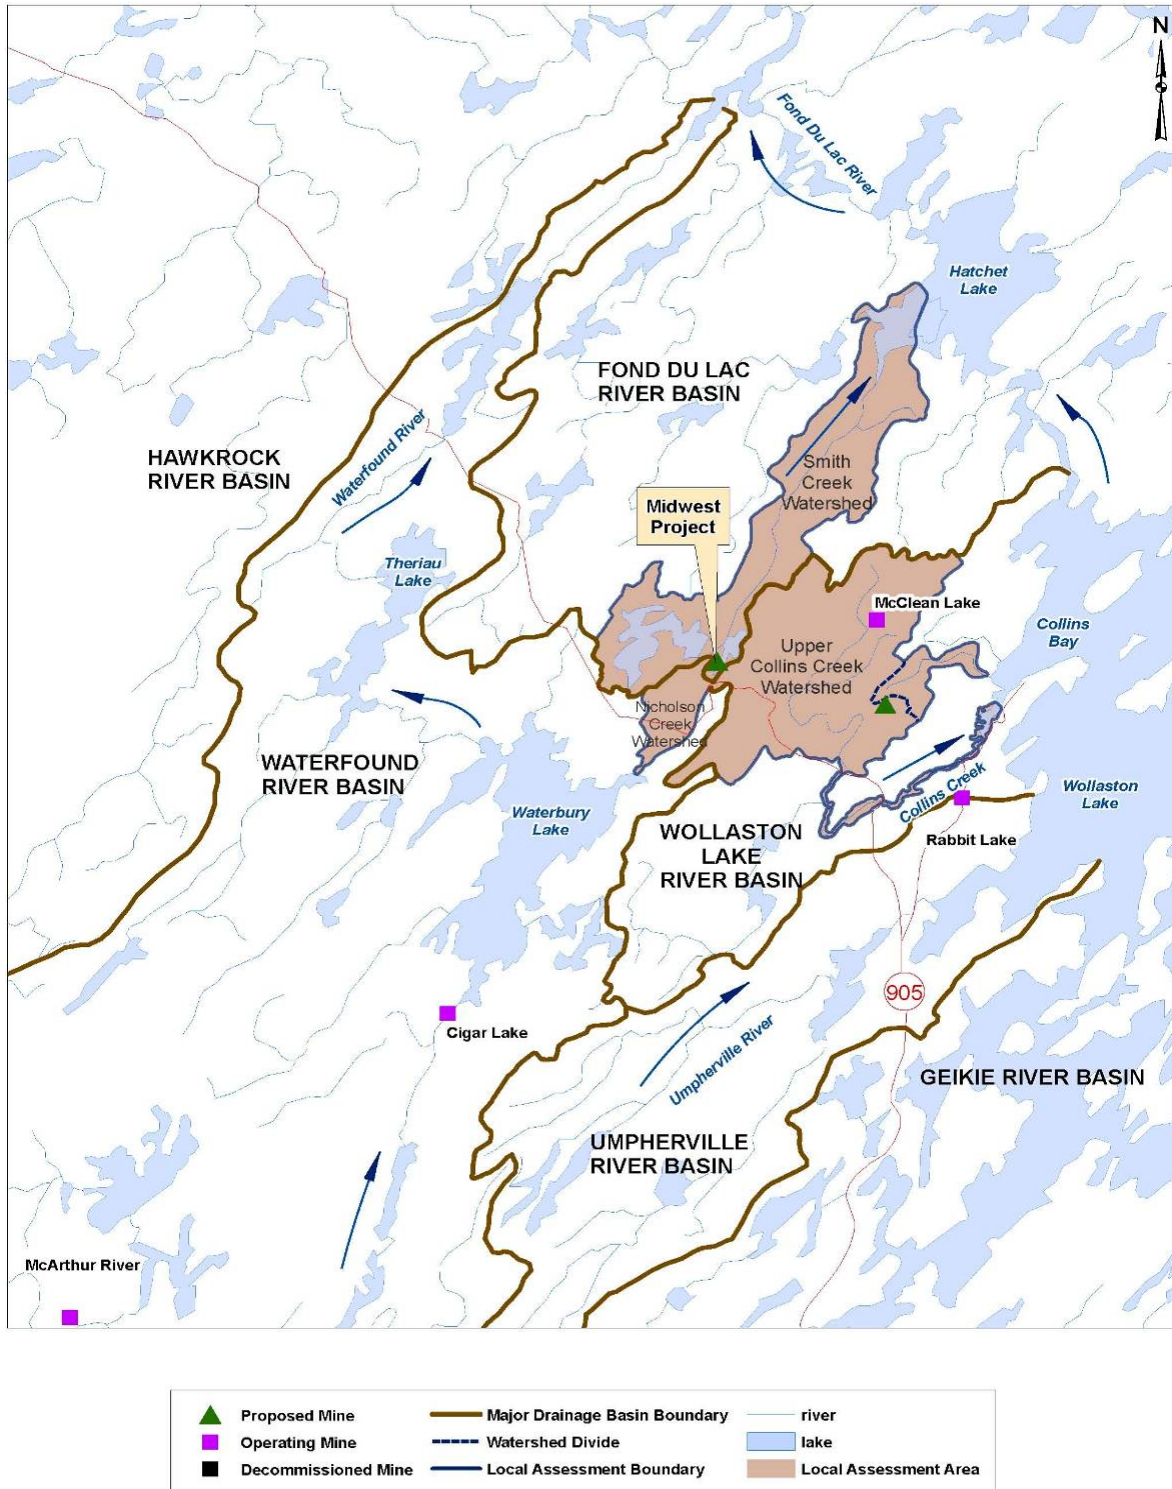 N
Fond Du Lac River
Hatchet
Lake
FOND DU LAC
RIVER BASIN
HAWKROCK
RIVER BASIN
Waterfound River
Smith
Creek
Watershed
Midwest
Project
Theriau
Lake
McClean Lake
Collins
Bay
Upper
Collins Creek
Watershed
Nicholson
Creek
Watershed
WATERFOUND
RIVER BASIN
Waterbury
Lake
Collins Creek
Wollaston
Lake
WOLLASTON
LAKE
RIVER BASIN
Rabbit Lake
905
Cigar Lake
Umpherville River
GEIKIE RIVER BASIN
UMPHERVILLE
RIVER BASIN
McArthur River
Proposed Mine
Operating Mine
Decommissioned Mine
Major Drainage Basin Boundary
Watershed Divide
Local Assessment Boundary
river
lake
Local Assessment Area